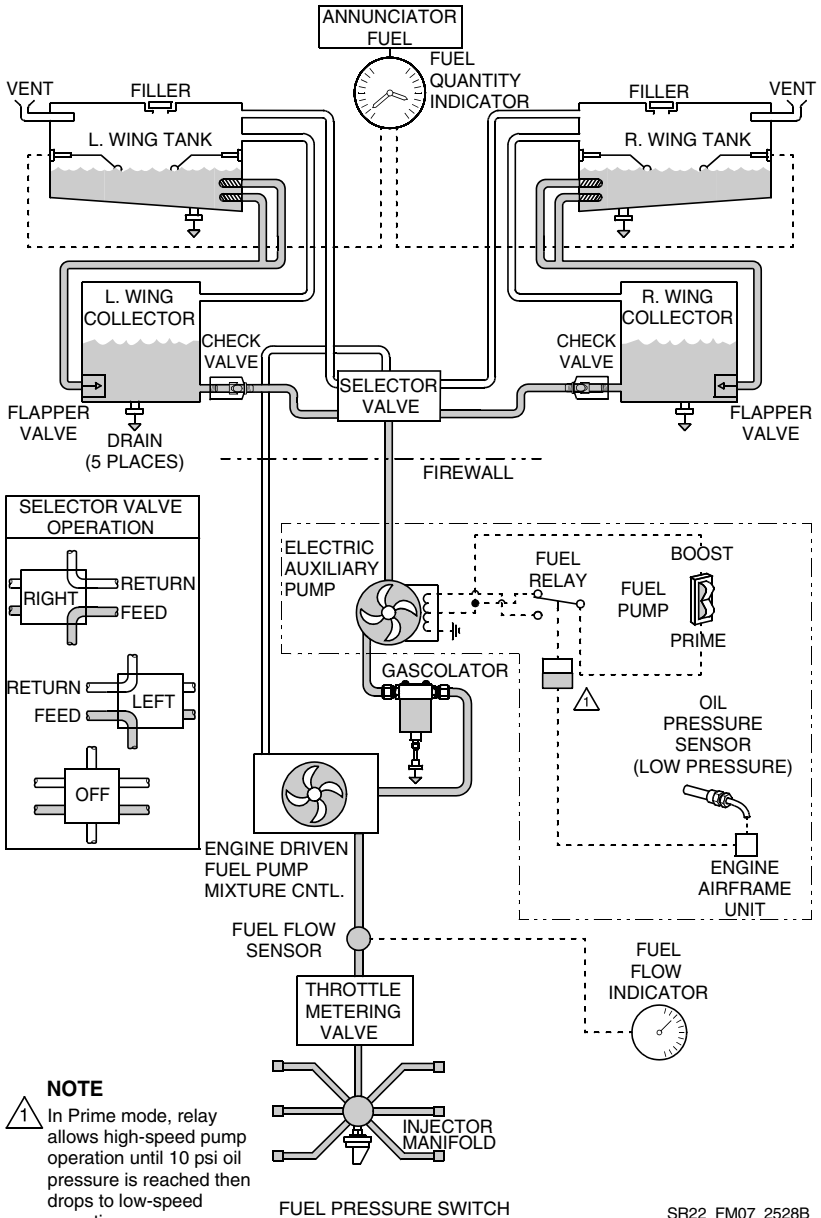 ANNUNCIATOR
FUEL
FUEL
QUANTITY
INDICATOR
VENT
FILLER
FILLER
VENT
L. WING TANK
R. WING TANK
L. WING
COLLECTOR
R. WING
COLLECTOR
CHECK
VALVE
CHECK
VALVE
SELECTOR
VALVE
FLAPPER
VALVE
FLAPPER
VALVE
DRAIN
(5 PLACES)
FIREWALL
SELECTOR VALVE
OPERATION
RIGHT
RETURN
FEED
RETURN
FEED
LEFT
OFF
ELECTRIC
AUXILIARY
PUMP
FUEL
RELAY
BOOST
FUEL
PUMP
PRIME
GASCOLATOR
1
OIL
PRESSURE
SENSOR
(LOW PRESSURE)
ENGINE
AIRFRAME
UNIT
ENGINE DRIVEN
FUEL PUMP
MIXTURE CNTL.
FUEL FLOW
SENSOR
FUEL
FLOW
INDICATOR
THROTTLE
METERING
VALVE
INJECTOR
MANIFOLD
NOTE
1
In Prime mode, relay
allows high-speed pump
operation until 10 psi oil
pressure is reached then
drops to low-speed
FUEL PRESSURE SWITCH
SR22_FM07_2528B